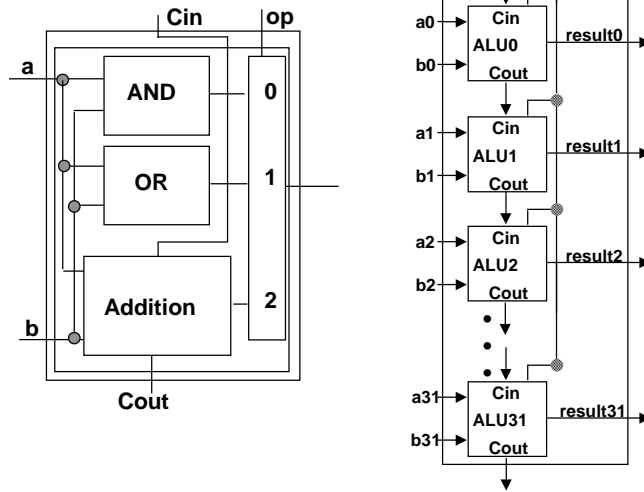 Cin
op
a
AND
0
OR
1
Addition
2
b
Cout
a0
Cin
result0
ALU0
b0
Cout
a1
Cin
result1
ALU1
b1
Cout
a2
Cin
result2
ALU2
b2
Cout
a31
Cin
result31
ALU31
b31
Cout